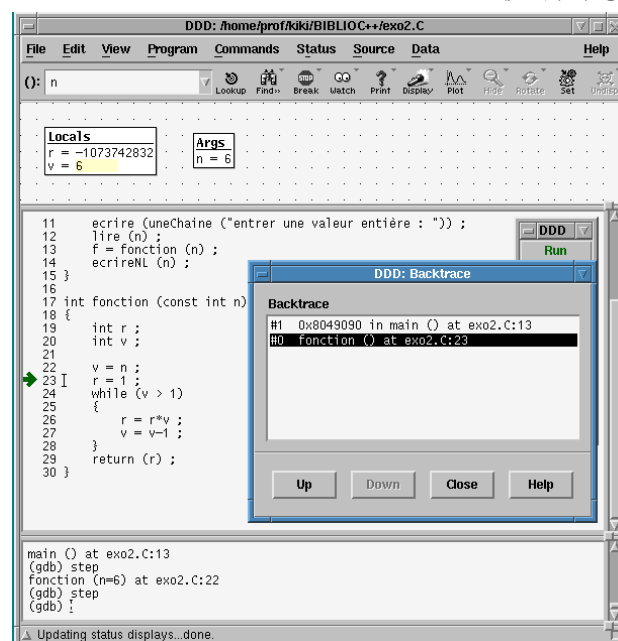 DDD: /home/prof/kiki/BIBLIOC++/exo2.C
File Edit View Program Commands Status Source Data Help
(): n
Lookup Find>> Break Watch Print Display Plot Hide Rotate Set Undisp
Locals
r = -1073742832
v = 6
Args
n = 6
11 ecrire (uneChaine ("entrer une valeur entière : ")) ;
12 lire (n) ;
13 f = fonction (n) ;
14 ecrireNL (n) ;
15 }
16
17 int fonction (const int n)
18 {
19 int r ;
20 int v ;
21
22 v = n ;
23 r = 1 ;
24 while (v > 1)
25 {
26 r = r*v ;
27 v = v-1 ;
28 }
29 return (r) ;
30 }
DDD
Run
DDD: Backtrace
Backtrace
#1 0x8049090 in main () at exo2.C:13
#0 fonction () at exo2.C:23
Up Down Close Help
main () at exo2.C:13
(gdb) step
fonction (n=6) at exo2.C:22
(gdb) step
(gdb)
Updating status displays...done.